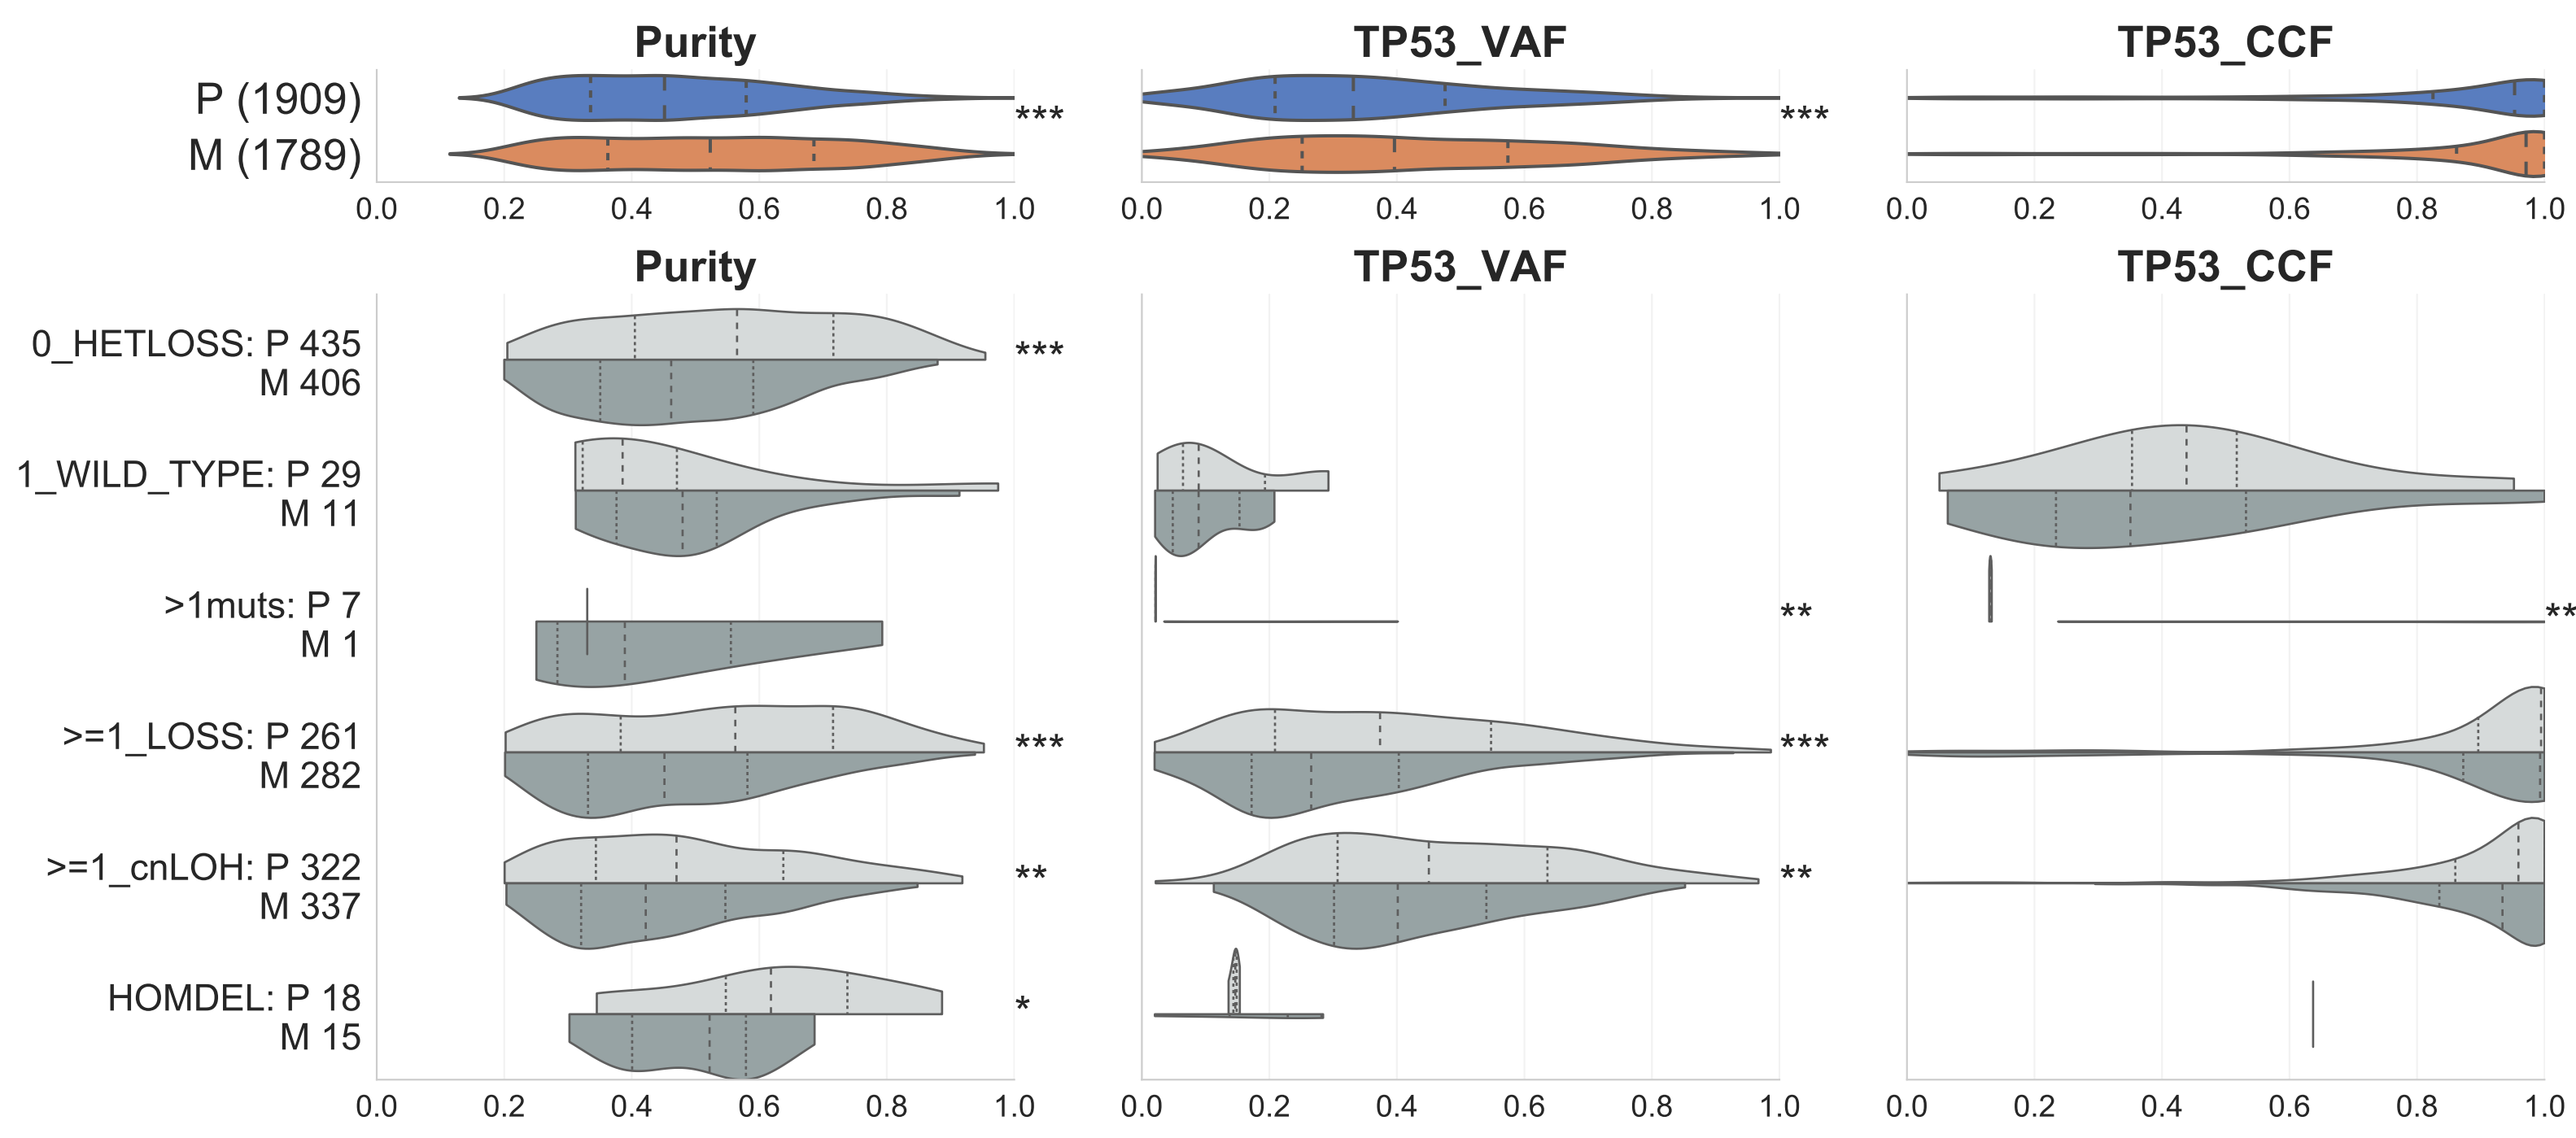 Purity TP53_VAF TP53_CCF
P (1909)
*** ***
M (1789)
0.0 0.2 0.4 0.6 0.8 1.0 0.0 0.2 0.4 0.6 0.8 1.0 0.0 0.2 0.4 0.6 0.8 1.0
Purity TP53_VAF TP53_CCF
0_HETLOSS: P 435
***
M 406
1_WILD_TYPE: P 29
M 11
>1muts: P 7
** **
M 1
>=1_LOSS: P 261
*** ***
M 282
>=1_cnLOH: P 322
** **
M 337
HOMDEL: P 18
*
M 15
0.0 0.2 0.4 0.6 0.8 1.0 0.0 0.2 0.4 0.6 0.8 1.0 0.0 0.2 0.4 0.6 0.8 1.0